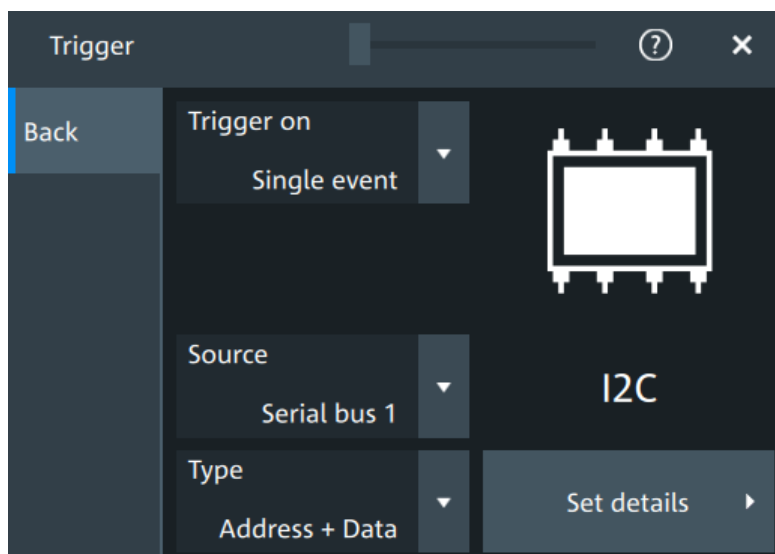 Trigger
?
Back
Trigger on
Single event
Source
Serial bus 1
I2C
Type
Address + Data
Set details